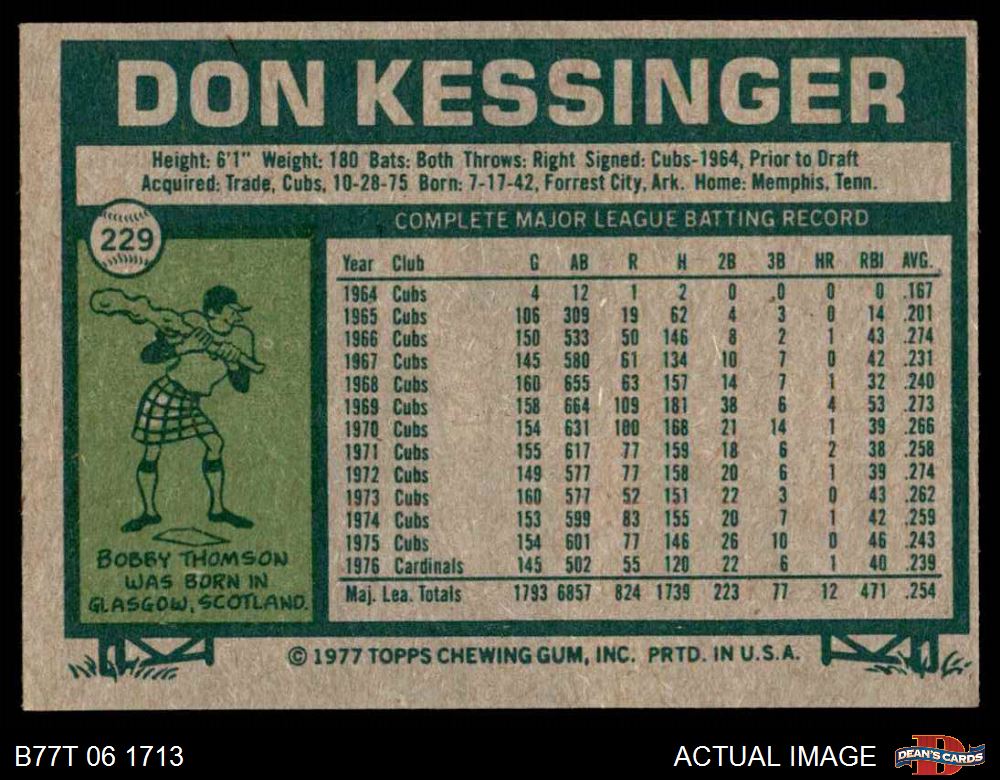 DON KESSINGER
Height: 6'1" Weight: 180 Bats: Both Throws: Right Signed: Cubs-1964, Prior to Draft
Acquired: Trade, Cubs, 10-28-75 Born: 7-17-42, Forrest City, Ark. Home: Memphis, Tenn.
229
COMPLETE MAJOR LEAGUE BATTING RECORD
Year Club G AB R H 2B 3B HR RBI AVG.
1964 Cubs 4 12 1 2 0 0 0 0 .167
1965 Cubs 106 309 19 62 4 3 0 14 .201
1966 Cubs 150 533 50 146 8 2 1 43 .274
1967 Cubs 145 580 61 134 10 7 0 42 .231
1968 Cubs 160 655 63 157 14 7 1 32 .240
1969 Cubs 158 664 109 181 38 6 4 53 .273
1970 Cubs 154 631 100 168 21 14 1 39 .266
1971 Cubs 155 617 77 159 18 6 2 38 .258
1972 Cubs 149 577 77 158 20 6 1 39 .274
1973 Cubs 160 577 52 151 22 3 0 43 .262
1974 Cubs 153 599 83 155 20 7 1 42 .259
1975 Cubs 154 601 77 146 26 10 0 46 .243
1976 Cardinals 145 502 55 120 22 6 1 40 .239
Maj. Lea. Totals 1793 6857 824 1739 223 77 12 471 .254
BOBBY THOMSON
WAS BORN IN
GLASGOW, SCOTLAND.
© 1977 TOPPS CHEWING GUM, INC. PRTD. IN U.S.A.
B77T 06 1713
ACTUAL IMAGE
D
DEAN'S CARDS